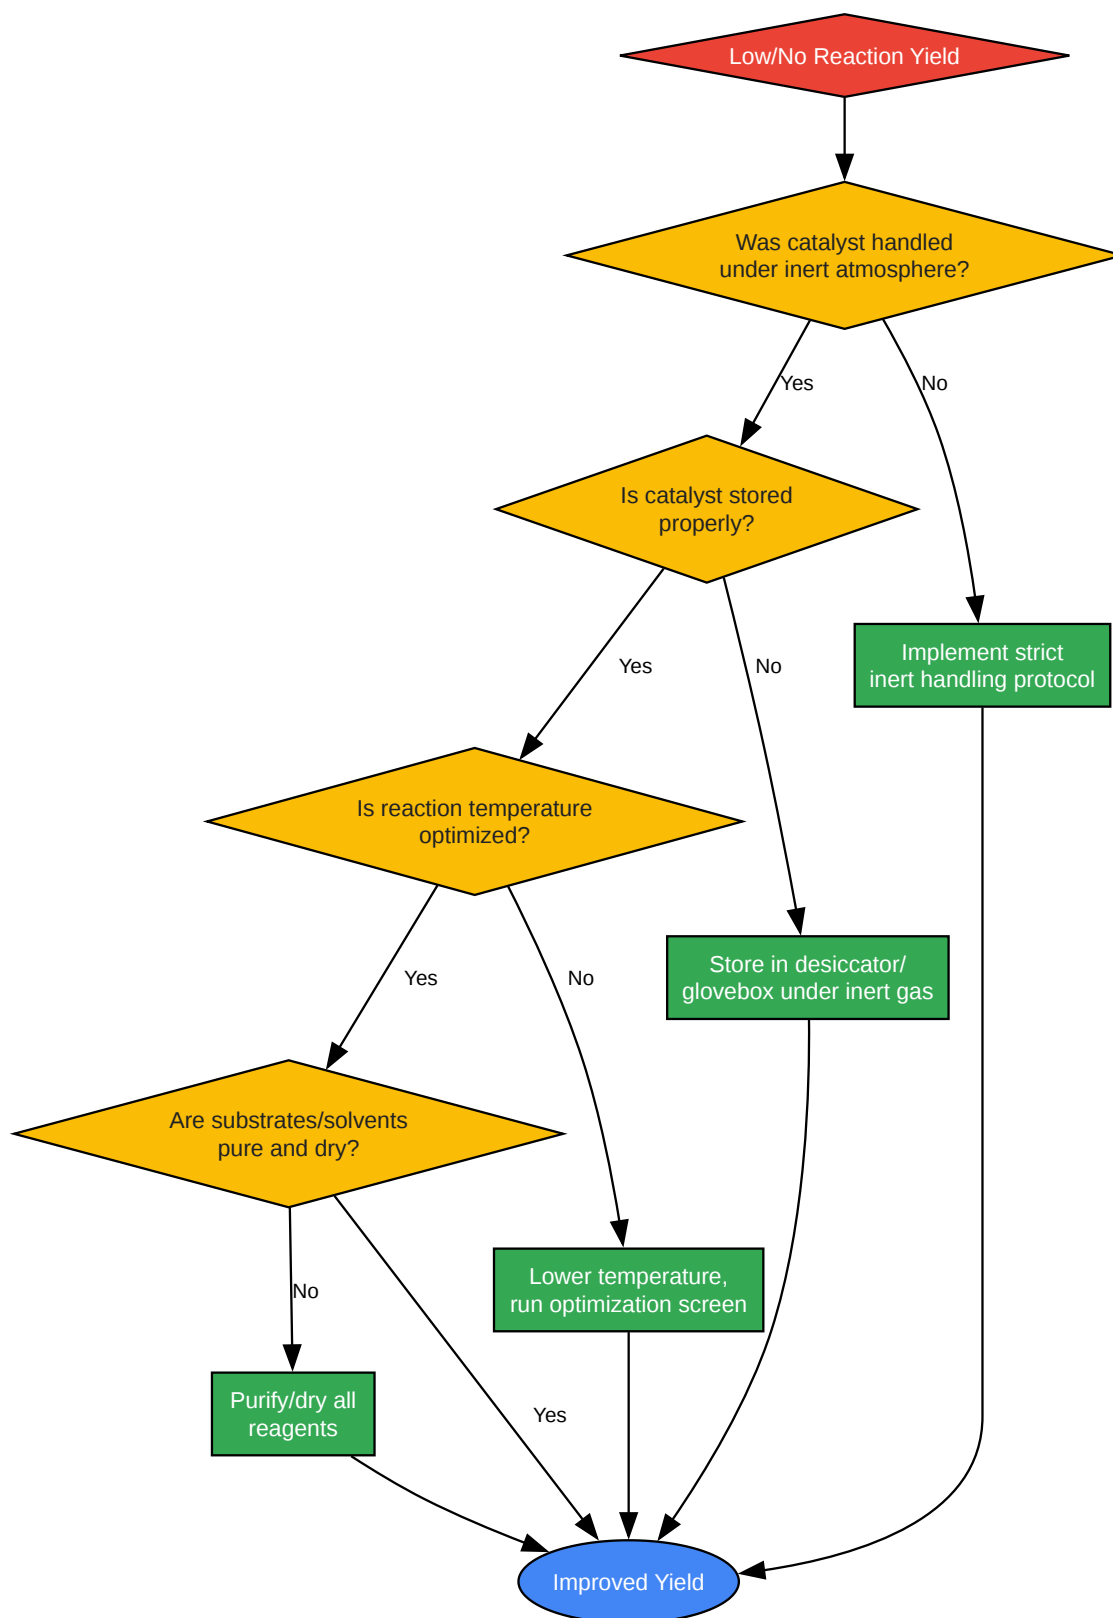 Low/No Reaction Yield
Was catalyst handled
under inert atmosphere?
Yes
No
Is catalyst stored
properly?
Yes
No
Implement strict
inert handling protocol
Is reaction temperature
optimized?
Yes
No
Store in desiccator/
glovebox under inert gas
Are substrates/solvents
pure and dry?
No
Yes
Lower temperature,
run optimization screen
Purify/dry all
reagents
Improved Yield